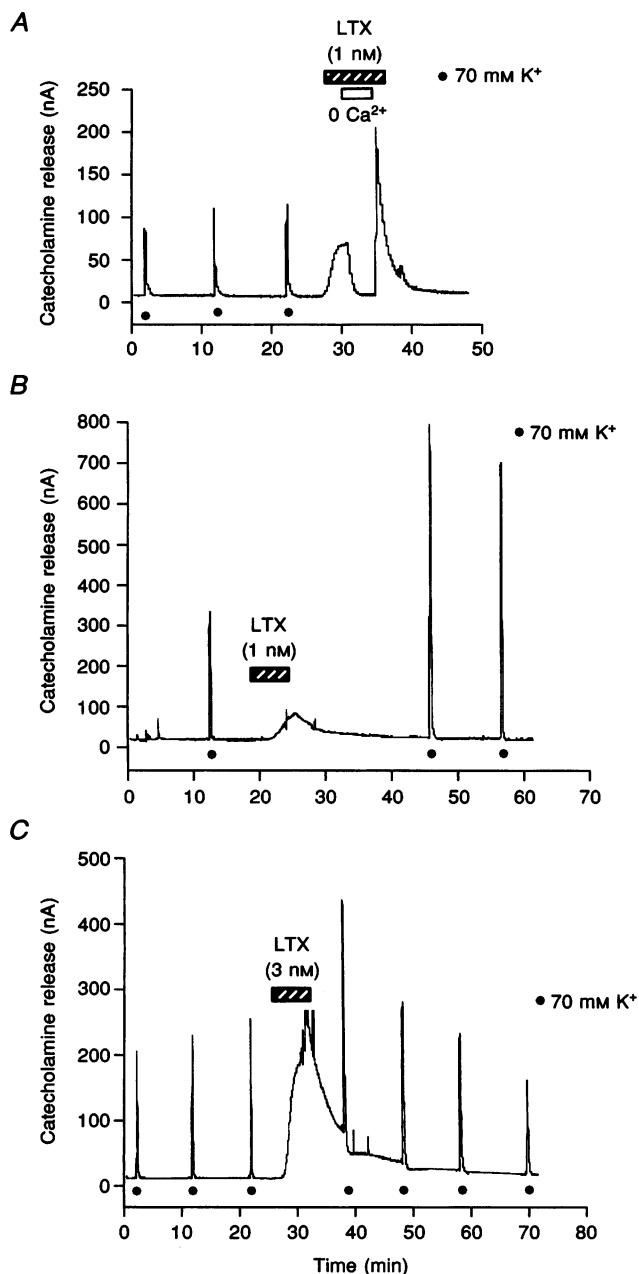 A
LTX
(1 nM)
● 70 mM K⁺
0 Ca²⁺
Catecholamine release (nA)
250
200
150
100
50
0
0 10 20 30 40 50
B
● 70 mM K⁺
LTX
(1 nM)
Catecholamine release (nA)
800
700
600
500
400
300
200
100
0
0 10 20 30 40 50 60 70
C
LTX
(3 nM)
● 70 mM K⁺
Catecholamine release (nA)
500
400
300
200
100
0
0 10 20 30 40 50 60 70 80
Time (min)